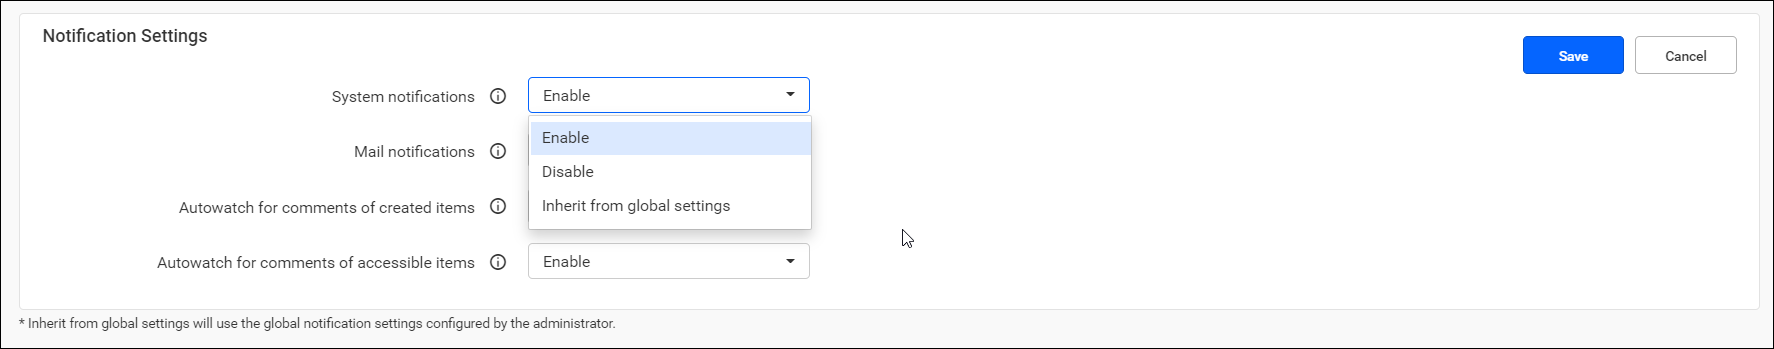 Notification Settings
Save
Cancel
System notifications
Enable
Enable
Disable
Inherit from global settings
Mail notifications
Autowatch for comments of created items
Autowatch for comments of accessible items
Enable
* Inherit from global settings will use the global notification settings configured by the administrator.